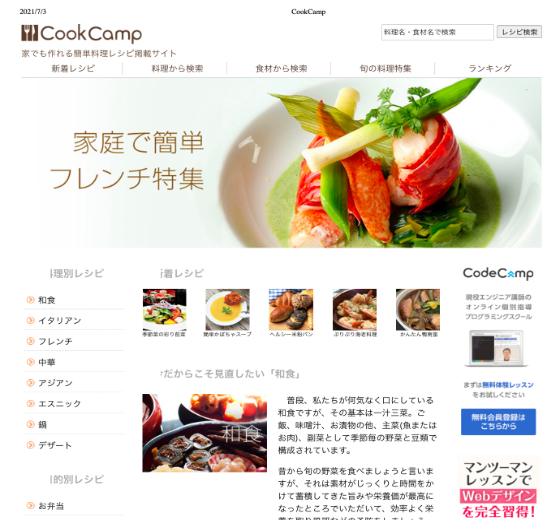 2021/7/3
CookCamp
CookCamp
料理名・食材名で検索
レシピ検索
家でも作れる簡単料理レシピ掲載サイト
新着レシピ
料理から検索
食材から検索
旬の料理特集
ランキング
家庭で簡単
フレンチ特集
理別レシピ
和食
イタリアン
フレンチ
中華
アジアン
エスニック
鍋
デザート
的別レシピ
お弁当
着レシピ
季節菜の彩り前菜
簡単かぼちゃスープ
ヘルシー米粉パン
ぷりぷり海老料理
かんたん鴨南蛮
だからこそ見直したい「和食」
和食
普段、私たちが何気なく口にしている
和食ですが、その基本は一汁三菜。ご
飯、味噌汁、お漬物の他、主菜(魚または
お肉)、副菜として季節毎の野菜と豆類で
構成されています。
昔から旬の野菜を食べましょうと言いま
すが、それは素材がじっくりと時間をか
けて蓄積してきた旨みや栄養価が最高に
なったところでいただいて、効率よく栄
CodeCamp
現役エンジニア講師の
オンライン個別指導
プログラミングスクール
まずは無料体験レッスン
をお試しください
無料会員登録は
こちらから
マンツーマン
レッスンで
Webデザイン
を完全習得!